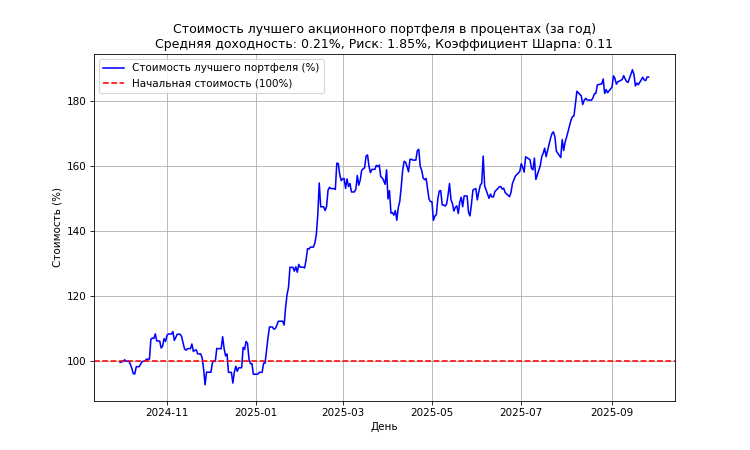 Стоимость лучшего акционного портфеля в процентах (за год)
Средняя доходность: 0.21%, Риск: 1.85%, Коэффициент Шарпа: 0.11
Стоимость лучшего портфеля (%)
Начальная стоимость (100%)
Стоимость (%)
180
160
140
120
100
2024-11
2025-01
2025-03
2025-05
2025-07
2025-09
День